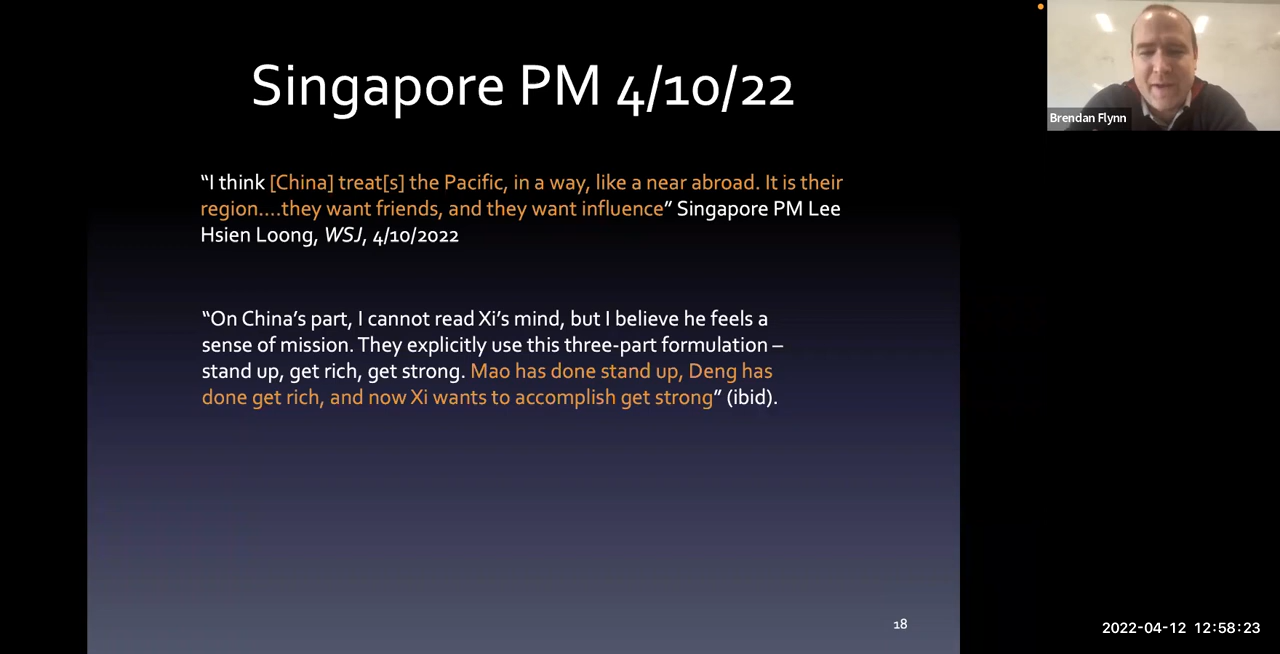 Singapore PM 4/10/22
“I think [China] treat[s] the Pacific, in a way, like a near abroad. It is their
region....they want friends, and they want influence” Singapore PM Lee
Hsien Loong, WSJ, 4/10/2022
“On China’s part, I cannot read Xi’s mind, but I believe he feels a
sense of mission. They explicitly use this three-part formulation –
stand up, get rich, get strong. Mao has done stand up, Deng has
done get rich, and now Xi wants to accomplish get strong” (ibid).
18
Brendan Flynn
2022-04-12 12:58:23